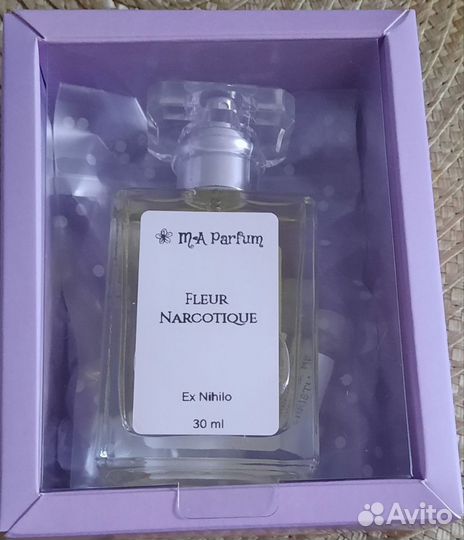 M-A Parfum
FLEUR
NARCOTIQUE
Ex Nihilo
30 ml
Avito